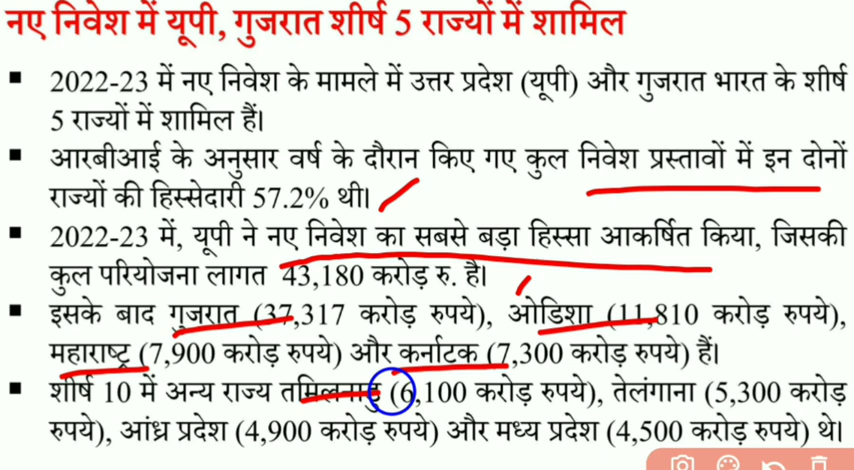 नए निवेश में यूपी, गुजरात शीर्ष 5 राज्यों में शामिल
▪ 2022-23 में नए निवेश के मामले में उत्तर प्रदेश (यूपी) और गुजरात भारत के शीर्ष
5 राज्यों में शामिल हैं।
▪ आरबीआई के अनुसार वर्ष के दौरान किए गए कुल निवेश प्रस्तावों में इन दोनों
राज्यों की हिस्सेदारी 57.2% थी।
▪ 2022-23 में, यूपी ने नए निवेश का सबसे बड़ा हिस्सा आकर्षित किया, जिसकी
कुल परियोजना लागत 43,180 करोड़ रु. है।
▪ इसके बाद गुजरात (37,317 करोड़ रुपये), ओडिशा (11,810 करोड़ रुपये),
महाराष्ट्र (7,900 करोड़ रुपये) और कर्नाटक (7,300 करोड़ रुपये) हैं।
▪ शीर्ष 10 में अन्य राज्य तमिलनाडु (6,100 करोड़ रुपये), तेलंगाना (5,300 करोड़
रुपये), आंध्र प्रदेश (4,900 करोड़ रुपये) और मध्य प्रदेश (4,500 करोड़ रुपये) थे।